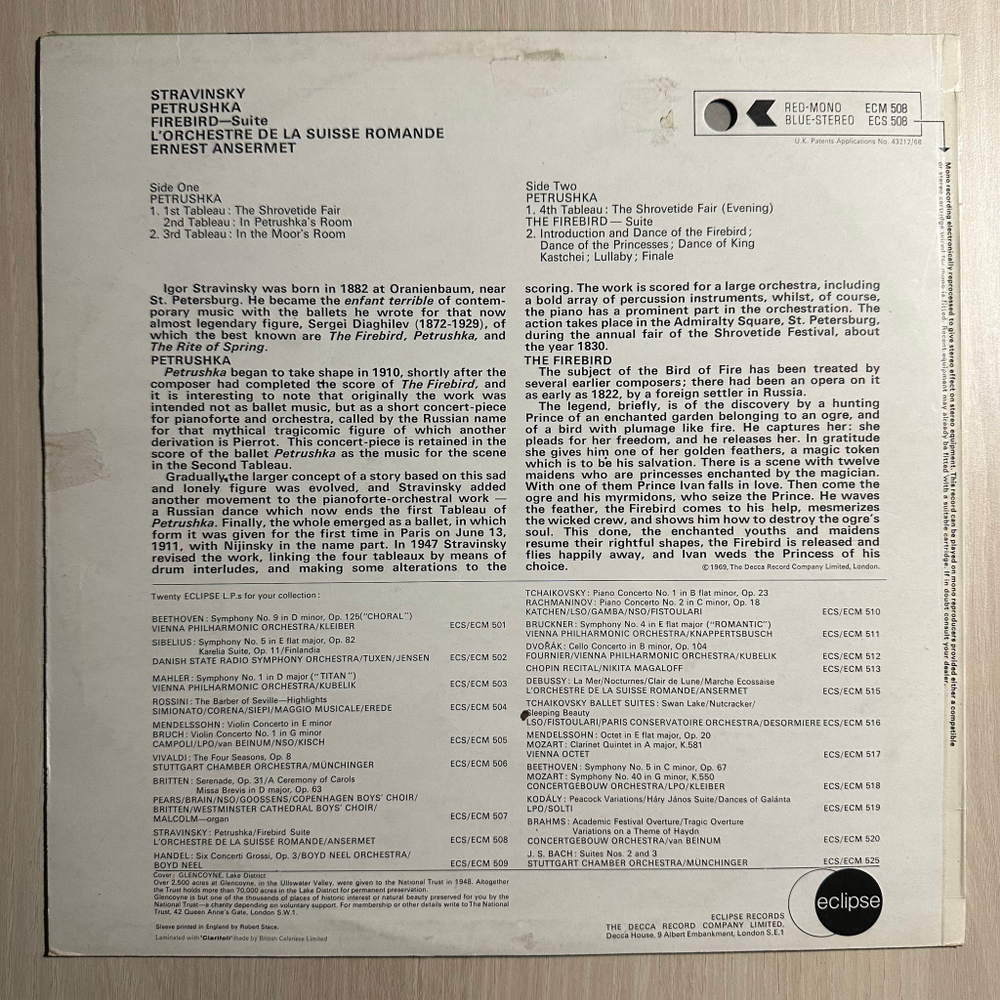 STRAVINSKY
PETRUSHKA
FIREBIRD—Suite
L'ORCHESTRE DE LA SUISSE ROMANDE
ERNEST ANSERMET
RED-MONO ECM 508
BLUE-STEREO ECS 508
U.K. Patents Applications No. 43212/68
Side One
PETRUSHKA
1. 1st Tableau: The Shrovetide Fair
2nd Tableau: In Petrushka's Room
2. 3rd Tableau: In the Moor's Room
Side Two
PETRUSHKA
1. 4th Tableau: The Shrovetide Fair (Evening)
THE FIREBIRD — Suite
2. Introduction and Dance of the Firebird;
Dance of the Princesses; Dance of King
Kastchei; Lullaby; Finale
Igor Stravinsky was born in 1882 at Oranienbaum, near
St. Petersburg. He became the enfant terrible of contem-
porary music with the ballets he wrote for that now
almost legendary figure, Sergei Diaghilev (1872-1929), of
which the best known are The Firebird, Petrushka, and
The Rite of Spring.
PETRUSHKA
Petrushka began to take shape in 1910, shortly after the
composer had completed the score of The Firebird, and
it is interesting to note that originally the work was
intended not as ballet music, but as a short concert-piece
for pianoforte and orchestra, called by the Russian name
for that mythical tragicomic figure of which another
derivation is Pierrot. This concert-piece is retained in the
score of the ballet Petrushka as the music for the scene
in the Second Tableau.
Gradually, the larger concept of a story based on this sad
and lonely figure was evolved, and Stravinsky added
another movement to the pianoforte-orchestral work —
a Russian dance which now ends the first Tableau of
Petrushka. Finally, the whole emerged as a ballet, in which
form it was given for the first time in Paris on June 13,
1911, with Nijinsky in the name part. In 1947 Stravinsky
revised the work, linking the four tableaux by means of
drum interludes, and making some alterations to the
scoring. The work is scored for a large orchestra, including
a bold array of percussion instruments, whilst, of course,
the piano has a prominent part in the orchestration. The
action takes place in the Admiralty Square, St. Petersburg,
during the annual fair of the Shrovetide Festival, about
the year 1830.
THE FIREBIRD
The subject of the Bird of Fire has been treated by
several earlier composers; there had been an opera on it
as early as 1822, by a foreign settler in Russia.
The legend, briefly, is of the discovery by a hunting
Prince of an enchanted garden belonging to an ogre, and
of a bird with plumage like fire. He captures her: she
pleads for her freedom, and he releases her. In gratitude
she gives him one of her golden feathers, a magic token
which is to be his salvation. There is a scene with twelve
maidens who are princesses enchanted by the magician.
With one of them Prince Ivan falls in love. Then come the
ogre and his myrmidons, who seize the Prince. He waves
the feather, the Firebird comes to his help, mesmerizes
the wicked crew, and shows him how to destroy the ogre's
soul. This done, the enchanted youths and maidens
resume their rightful shapes, the Firebird is released and
flies happily away, and Ivan weds the Princess of his
choice.
© 1969, The Decca Record Company Limited, London.
Mono recording electronically reprocessed to give stereo effect on stereo equipment. This record can be played on mono reproducers provided either a compatible
or stereo cartridge wired for mono is fitted. Recent equipment may already be fitted with a suitable cartridge. If in doubt consult your dealer.
Twenty ECLIPSE L.P.s for your collection:
BEETHOVEN: Symphony No. 9 in D minor, Op. 125("CHORAL")
VIENNA PHILHARMONIC ORCHESTRA/KLEIBER ECS/ECM 501
SIBELIUS: Symphony No. 5 in E flat major, Op. 82
Karelia Suite, Op. 11/Finlandia
DANISH STATE RADIO SYMPHONY ORCHESTRA/TUXEN/JENSEN ECS/ECM 502
MAHLER: Symphony No. 1 in D major ("TITAN")
VIENNA PHILHARMONIC ORCHESTRA/KUBELIK ECS/ECM 503
ROSSINI: The Barber of Seville—Highlights
SIMIONATO/CORENA/SIEPI/MAGGIO MUSICALE/EREDE ECS/ECM 504
MENDELSSOHN: Violin Concerto in E minor
BRUCH: Violin Concerto No. 1 in G minor
CAMPOLI/LPO/van BEINUM/NSO/KISCH ECS/ECM 505
VIVALDI: The Four Seasons, Op. 8
STUTTGART CHAMBER ORCHESTRA/MÜNCHINGER ECS/ECM 506
BRITTEN: Serenade, Op. 31/A Ceremony of Carols
Missa Brevis in D major, Op. 63
PEARS/BRAIN/NSO/GOOSSENS/COPENHAGEN BOYS' CHOIR/
BRITTEN/WESTMINSTER CATHEDRAL BOYS' CHOIR/
MALCOLM—organ ECS/ECM 507
STRAVINSKY: Petrushka/Firebird Suite
L'ORCHESTRE DE LA SUISSE ROMANDE/ANSERMET ECS/ECM 508
HANDEL: Six Concerti Grossi, Op. 3/BOYD NEEL ORCHESTRA/
BOYD NEEL ECS/ECM 509
TCHAIKOVSKY: Piano Concerto No. 1 in B flat minor, Op. 23
RACHMANINOV: Piano Concerto No. 2 in C minor, Op. 18
KATCHEN/LSO/GAMBA/NSO/FISTOULARI ECS/ECM 510
BRUCKNER: Symphony No. 4 in E flat major ("ROMANTIC")
VIENNA PHILHARMONIC ORCHESTRA/KNAPPERTSBUSCH ECS/ECM 511
DVOŘÁK: Cello Concerto in B minor, Op. 104
FOURNIER/VIENNA PHILHARMONIC ORCHESTRA/KUBELIK ECS/ECM 512
CHOPIN RECITAL/NIKITA MAGALOFF ECS/ECM 513
DEBUSSY: La Mer/Nocturnes/Clair de Lune/Marche Ecossaise
L'ORCHESTRE DE LA SUISSE ROMANDE/ANSERMET ECS/ECM 515
TCHAIKOVSKY BALLET SUITES: Swan Lake/Nutcracker/
Sleeping Beauty
LSO/FISTOULARI/PARIS CONSERVATOIRE ORCHESTRA/DESORMIERE ECS/ECM 516
MENDELSSOHN: Octet in E flat major, Op. 20
MOZART: Clarinet Quintet in A major, K.581
VIENNA OCTET ECS/ECM 517
BEETHOVEN: Symphony No. 5 in C minor, Op. 67
MOZART: Symphony No. 40 in G minor, K.550
CONCERTGEBOUW ORCHESTRA/LPO/KLEIBER ECS/ECM 518
KODÁLY: Peacock Variations/Háry János Suite/Dances of Galánta
LPO/SOLTI ECS/ECM 519
BRAHMS: Academic Festival Overture/Tragic Overture
Variations on a Theme of Haydn
CONCERTGEBOUW ORCHESTRA/van BEINUM ECS/ECM 520
J. S. BACH: Suites Nos. 2 and 3
STUTTGART CHAMBER ORCHESTRA/MÜNCHINGER ECS/ECM 525
Cover: GLENCOYNE, Lake District
Over 2,500 acres at Glencoyne, in the Ullswater Valley, were given to the National Trust in 1948. Altogether
the Trust holds more than 70,000 acres in the Lake District for permanent preservation.
Glencoyne is but one of the thousands of places of historic interest or natural beauty preserved for you by the
National Trust—a charity depending on voluntary support. For membership or other details write to The National
Trust, 42 Queen Anne's Gate, London S.W.1.
Sleeve printed in England by Robert Stace.
Laminated with 'Clarifoil' made by British Celanese Limited
ECLIPSE RECORDS
THE DECCA RECORD COMPANY LIMITED,
Decca House, 9 Albert Embankment, London S.E.1
eclipse